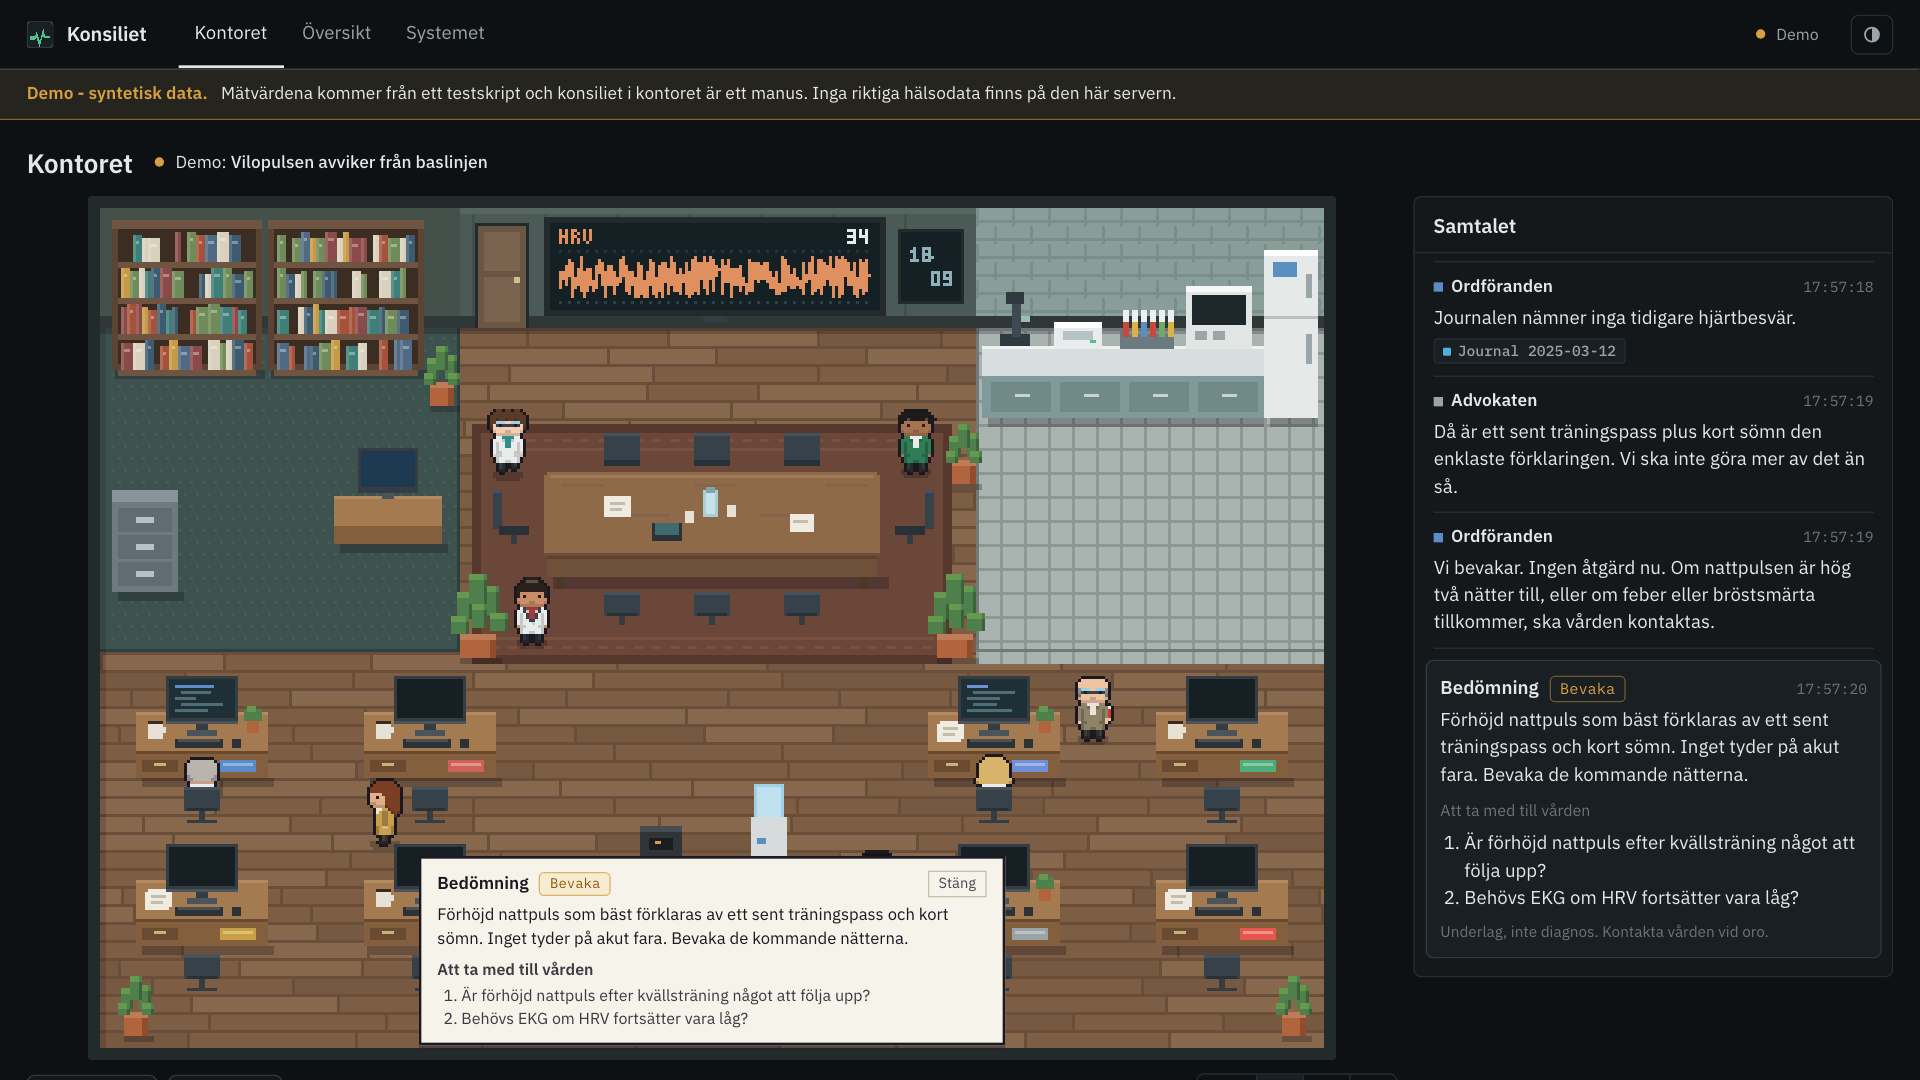 Konsiliet
Kontoret
Översikt
Systemet
Demo
Demo - syntetisk data. Mätvärdena kommer från ett testskript och konsiliet i kontoret är ett manus. Inga riktiga hälsodata finns på den här servern.
Kontoret
Demo: Vilopulsen avviker från baslinjen
HRV
34
18
09
Samtalet
Ordföranden 17:57:18
Journalen nämner inga tidigare hjärtbesvär.
Journal 2025-03-12
Advokaten 17:57:19
Då är ett sent träningspass plus kort sömn den
enklaste förklaringen. Vi ska inte göra mer av det än
så.
Ordföranden 17:57:19
Vi bevakar. Ingen åtgärd nu. Om nattpulsen är hög
två nätter till, eller om feber eller bröstsmärta
tillkommer, ska vården kontaktas.
Bedömning Bevaka 17:57:20
Förhöjd nattpuls som bäst förklaras av ett sent
träningspass och kort sömn. Inget tyder på akut
fara. Bevaka de kommande nätterna.
Att ta med till vården
1. Är förhöjd nattpuls efter kvällsträning något att
följa upp?
2. Behövs EKG om HRV fortsätter vara låg?
Underlag, inte diagnos. Kontakta vården vid oro.
Bedömning Bevaka Stäng
Förhöjd nattpuls som bäst förklaras av ett sent träningspass och kort
sömn. Inget tyder på akut fara. Bevaka de kommande nätterna.
Att ta med till vården
1. Är förhöjd nattpuls efter kvällsträning något att följa upp?
2. Behövs EKG om HRV fortsätter vara låg?